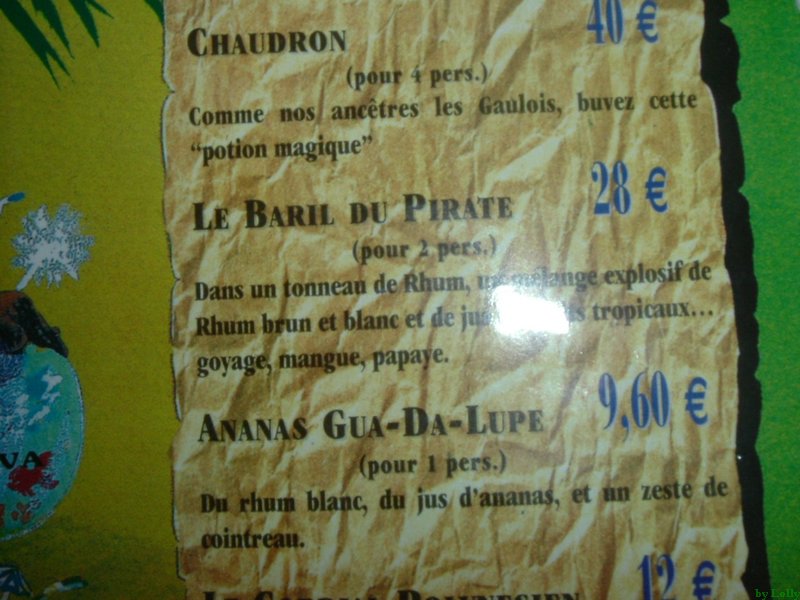 CHAUDRON 40 €
(pour 4 pers.)
Comme nos ancêtres les Gaulois, buvez cette
“potion magique”
LE BARIL DU PIRATE 28 €
(pour 2 pers.)
Dans un tonneau de Rhum, un mélange explosif de
Rhum brun et blanc et de jus tropicaux...
goyage, mangue, papaye.
ANANAS GUA-DA-LUPE 9,60 €
(pour 1 pers.)
Du rhum blanc, du jus d'ananas, et un zeste de
cointreau.
12 €
VA
by Lolly